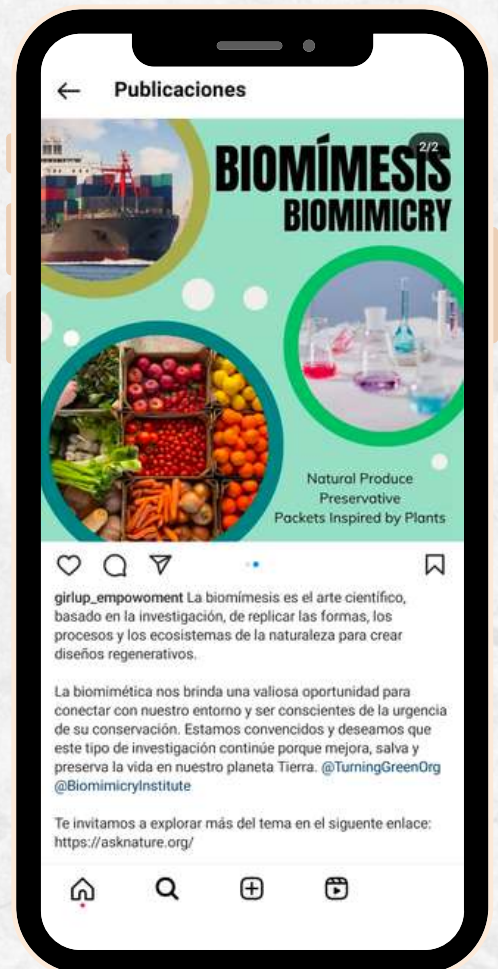 Publicaciones
2/2
BIOMÍMESIS
BIOMIMICRY
Natural Produce
Preservative
Packets Inspired by Plants
girlup_empowoment La biomímesis es el arte científico,
basado en la investigación, de replicar las formas, los
procesos y los ecosistemas de la naturaleza para crear
diseños regenerativos.
La biomimética nos brinda una valiosa oportunidad para
conectar con nuestro entorno y ser conscientes de la urgencia
de su conservación. Estamos convencidos y deseamos que
este tipo de investigación continúe porque mejora, salva y
preserva la vida en nuestro planeta Tierra. @TurningGreenOrg
@BiomimicryInstitute
Te invitamos a explorar más del tema en el siguente enlace:
https://asknature.org/